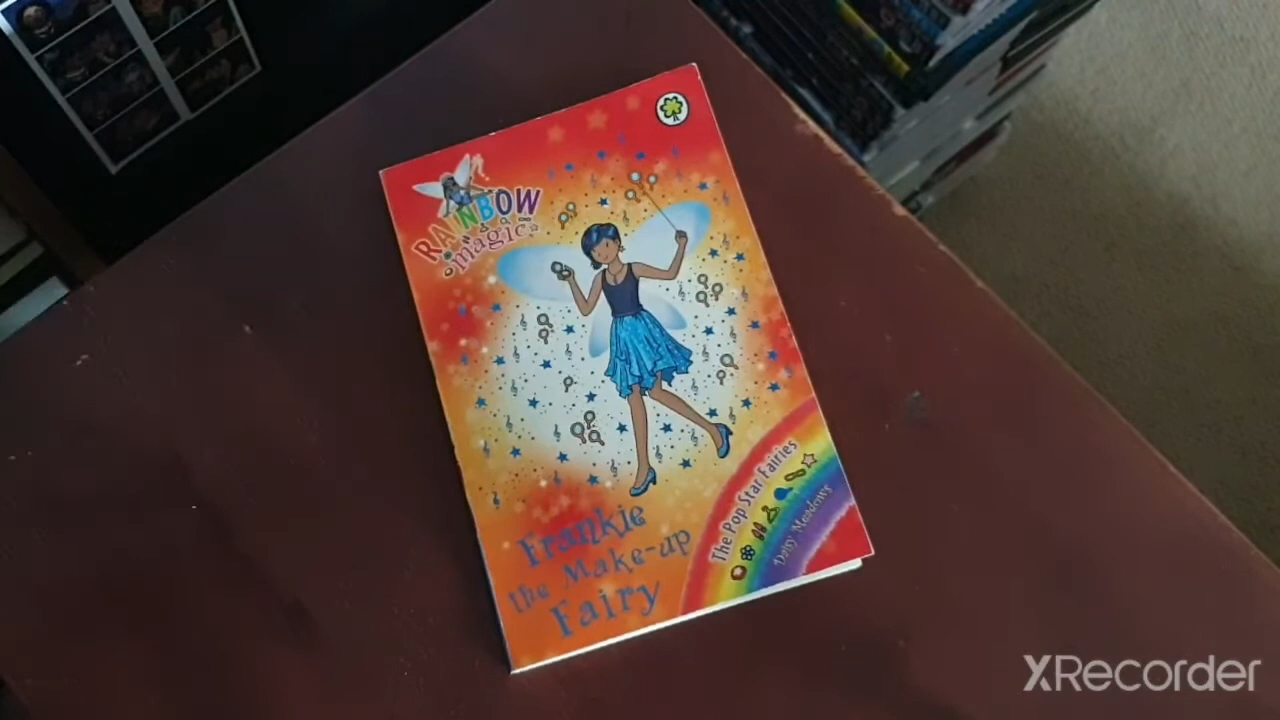 RAINBOW
magic
Frankie
the Make-up
Fairy
The Pop Star Fairies
Daisy Meadows
XRecorder